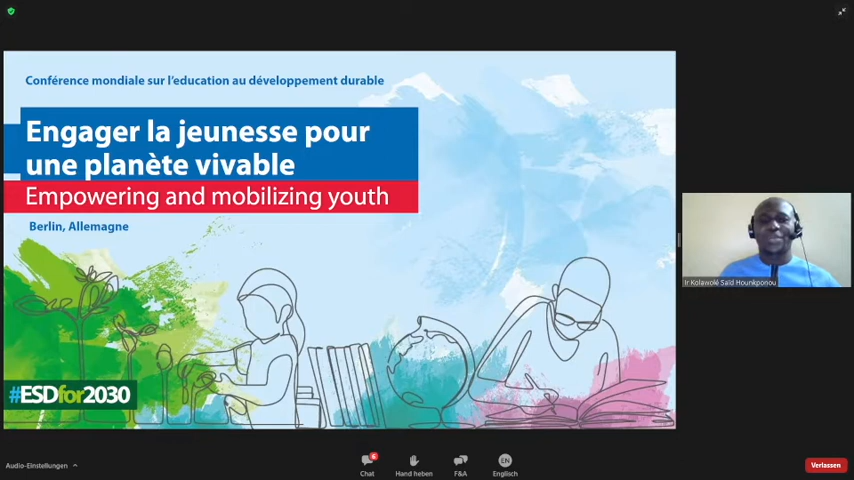 Conférence mondiale sur l’education au développement durable
Engager la jeunesse pour
une planète vivable
Empowering and mobilizing youth
Berlin, Allemagne
Ir Kolawolé Saïd Hounkponou
#ESDfor2030
6
EN
Audio-Einstellungen
Chat
Hand heben
F&A
Englisch
Verlassen